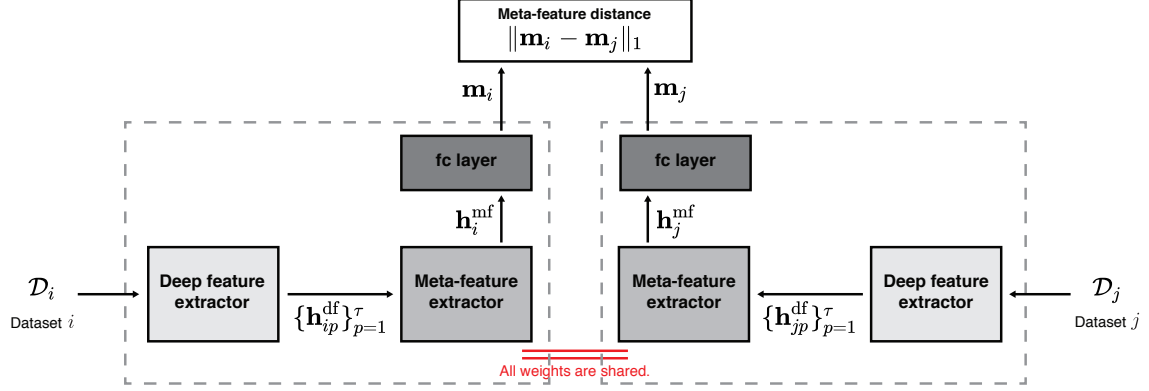 Meta-feature distance
‖m_i − m_j‖_1
m_i
m_j
fc layer
fc layer
h_i^mf
h_j^mf
Deep feature
extractor
Meta-feature
extractor
Meta-feature
extractor
Deep feature
extractor
𝒟_i
Dataset i
{h_ip^df}_{p=1}^τ
{h_jp^df}_{p=1}^τ
𝒟_j
Dataset j
All weights are shared.